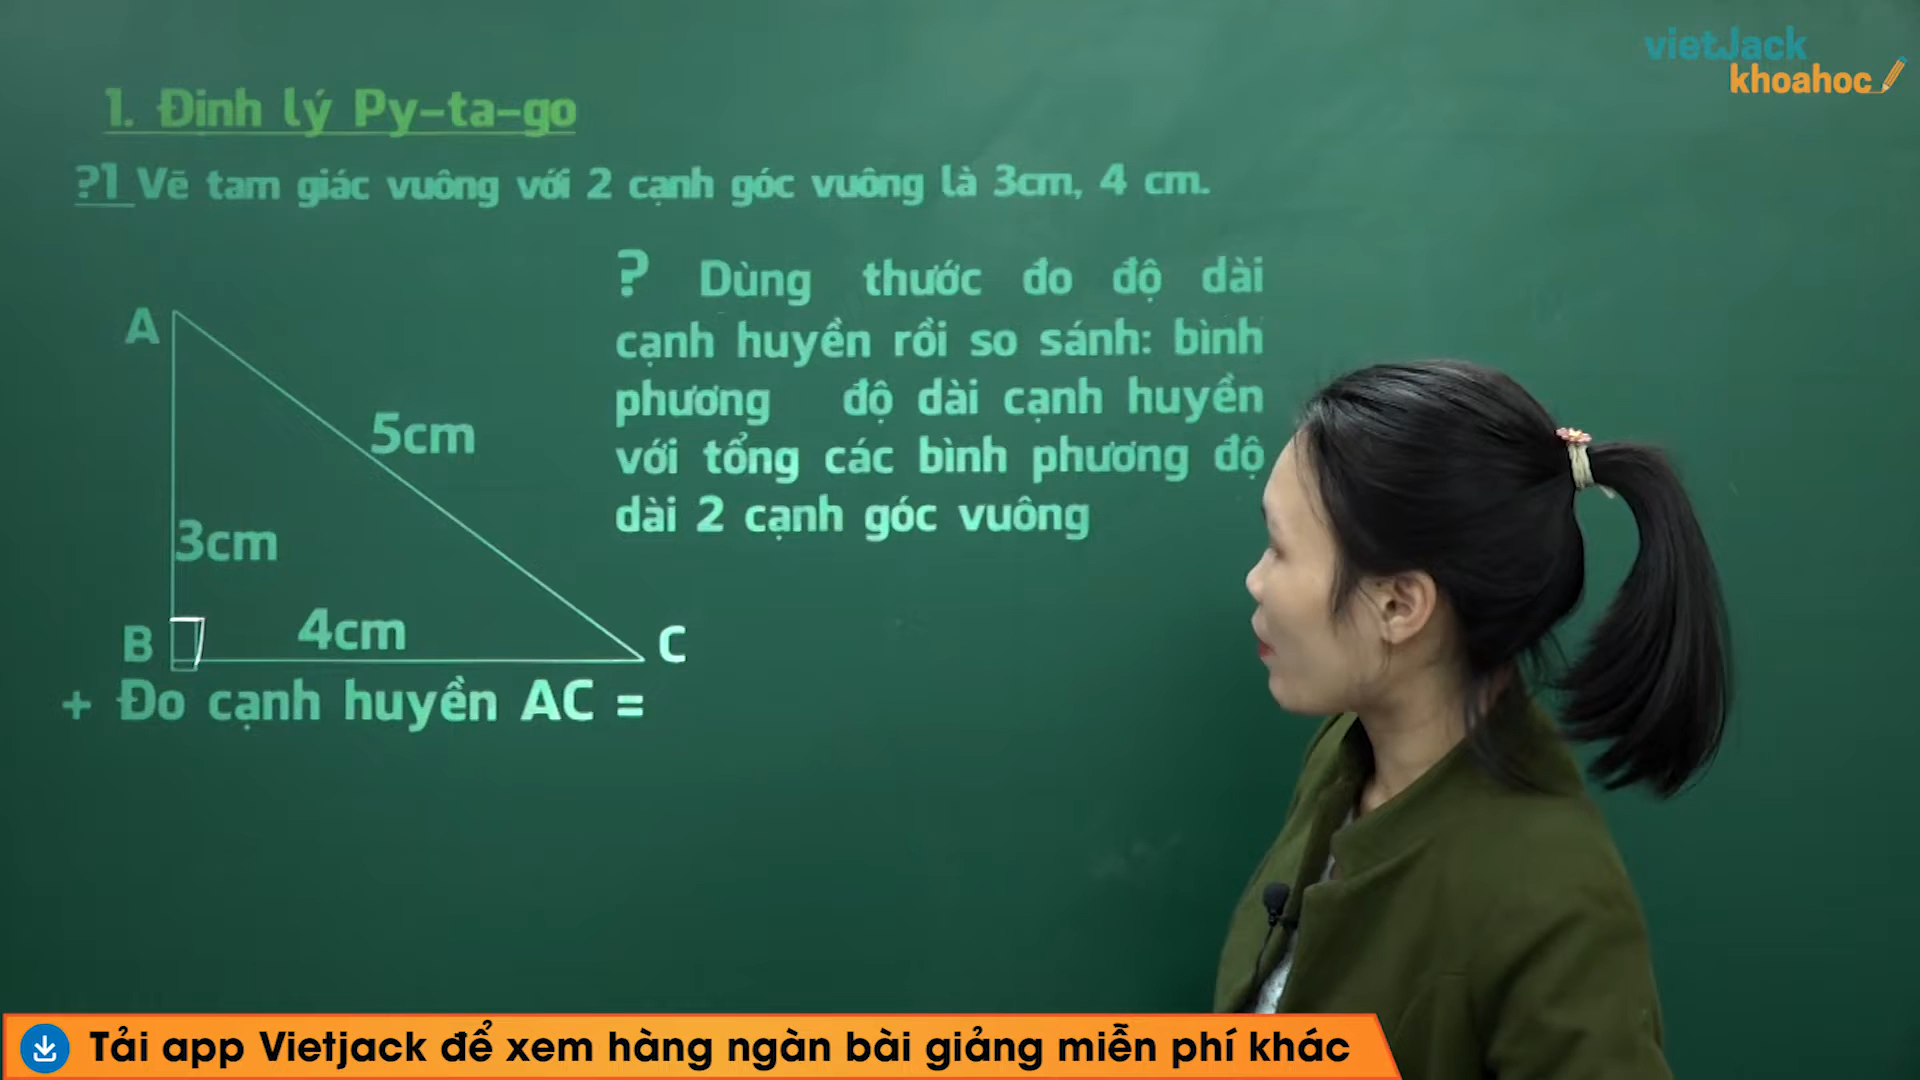 vietJack
khoahoc
1. Định lý Py-ta-go
?1 Vẽ tam giác vuông với 2 cạnh góc vuông là 3cm, 4 cm.
? Dùng thước đo độ dài
cạnh huyền rồi so sánh: bình
phương độ dài cạnh huyền
với tổng các bình phương độ
dài 2 cạnh góc vuông
A
5cm
3cm
B
4cm
C
+ Đo cạnh huyền AC =
Tải app Vietjack để xem hàng ngàn bài giảng miễn phí khác